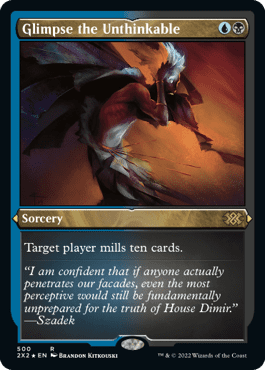 Glimpse the Unthinkable
Sorcery
Target player mills ten cards.
“I am confident that if anyone actually
penetrates our facades, even the most
perceptive would still be fundamentally
unprepared for the truth of House Dimir.”
—Szadek
500 R
2X2 ★ EN Brandon Kitkouski
™ & © 2022 Wizards of the Coast